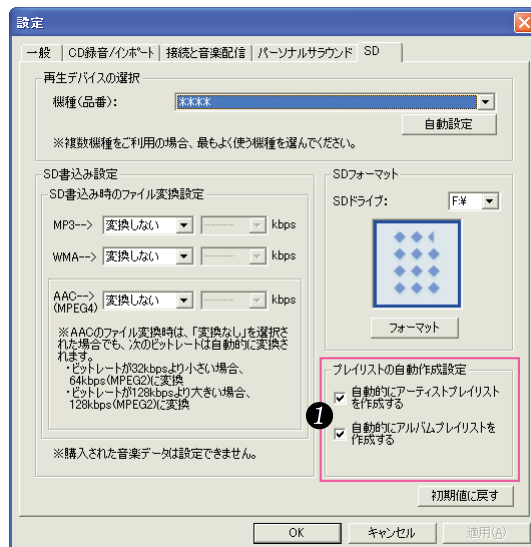 設定
一般 CD録音/インポート 接続と音楽配信 パーソナルサラウンド SD
再生デバイスの選択
機種(品番): ****
自動設定
※複数機種をご利用の場合、最もよく使う機種を選んでください。
SD書込み設定
SD書込み時のファイル変換設定
MP3--> 変換しない ----- kbps
WMA--> 変換しない ----- kbps
AAC-->
(MPEG4) 変換しない ----- kbps
※AACのファイル変換時は、「変換なし」を選択さ
れた場合でも、次のビットレートは自動的に変換さ
れます。
・ビットレートが32kbpsより小さい場合、
64kbps(MPEG2)に変換
・ビットレートが128kbpsより大きい場合、
128kbps(MPEG2)に変換
※購入された音楽データは設定できません。
SDフォーマット
SDドライブ: F:¥
フォーマット
プレイリストの自動作成設定
1
自動的にアーティストプレイリスト
を作成する
自動的にアルバムプレイリストを
作成する
初期値に戻す
OK キャンセル 適用(A)